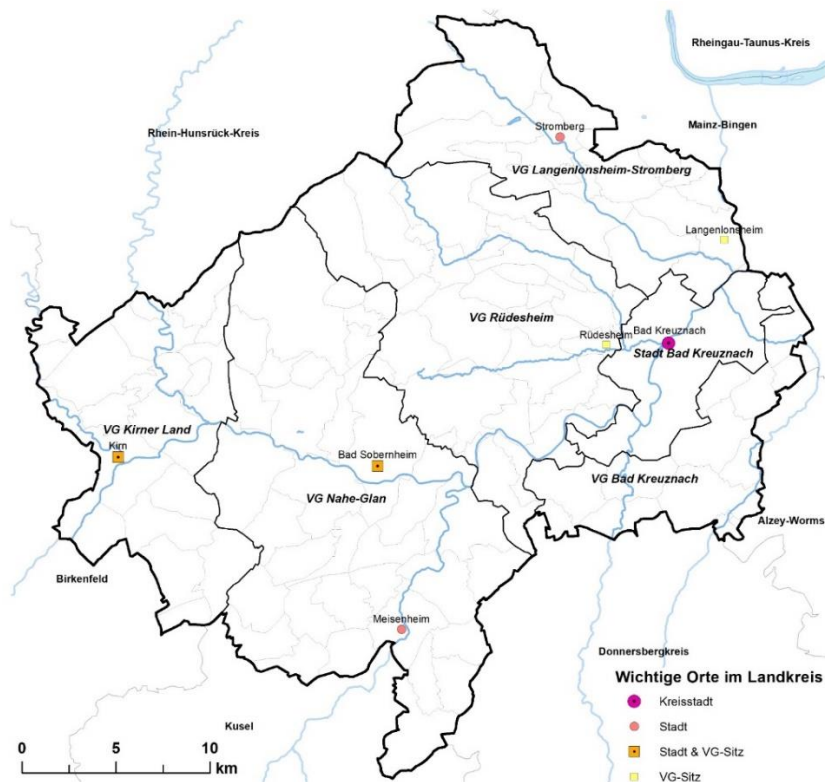 Rheingau-Taunus-Kreis
Rhein-Hunsrück-Kreis
Mainz-Bingen
Stromberg
VG Langenlonsheim-Stromberg
Langenlonsheim
VG Rüdesheim
Rüdesheim
Bad Kreuznach
Stadt Bad Kreuznach
VG Kirner Land
Kirn
Bad Sobernheim
VG Nahe-Glan
VG Bad Kreuznach
Alzey-Worms
Birkenfeld
Meisenheim
Donnersbergkreis
Kusel
Wichtige Orte im Landkreis
Kreisstadt
Stadt
Stadt & VG-Sitz
VG-Sitz
0 5 10
km